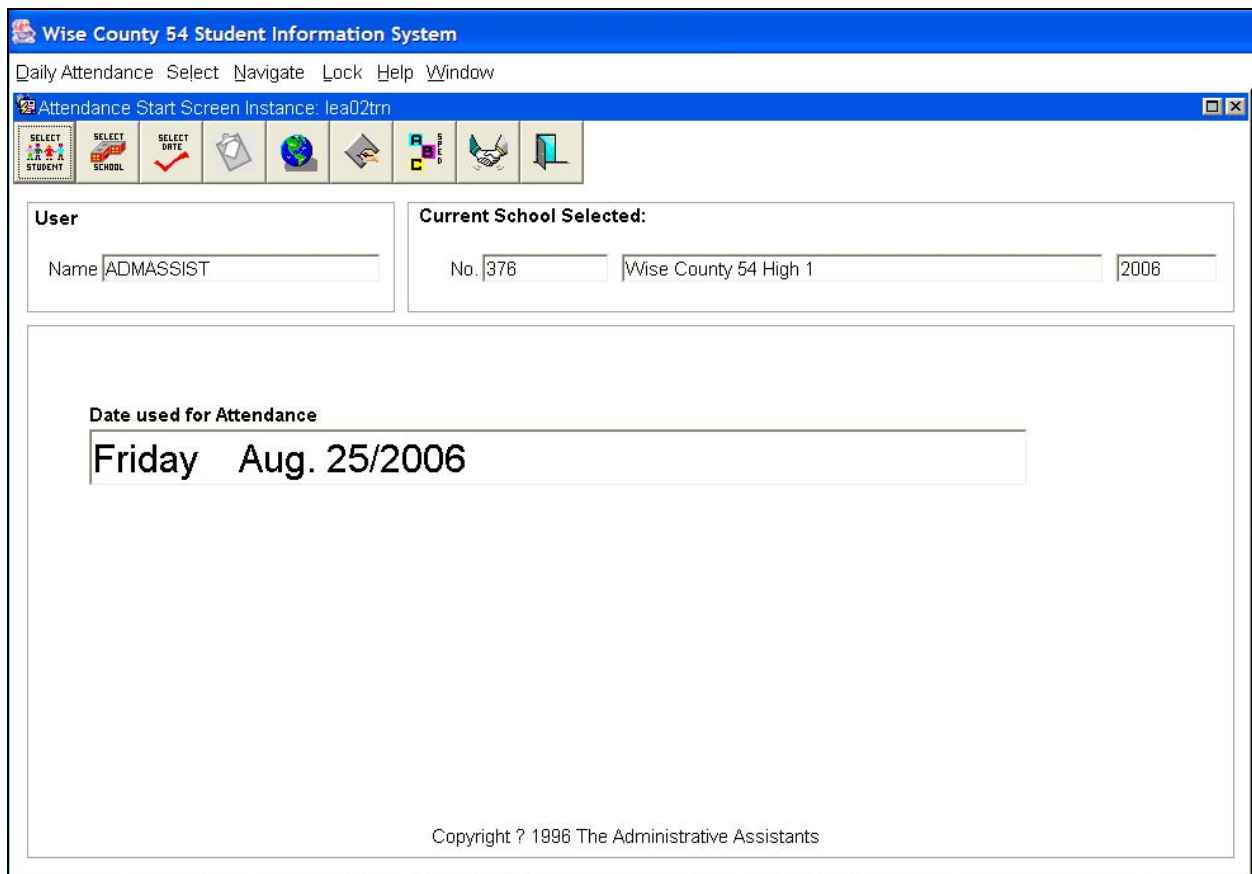 Wise County 54 Student Information System
Daily Attendance Select Navigate Lock Help Window
Attendance Start Screen Instance: lea02trn
SELECT STUDENT
SELECT SCHOOL
SELECT DATE
A B C SPED
User
Name ADMASSIST
Current School Selected:
No. 376 Wise County 54 High 1 2006
Date used for Attendance
Friday Aug. 25/2006
Copyright ? 1996 The Administrative Assistants